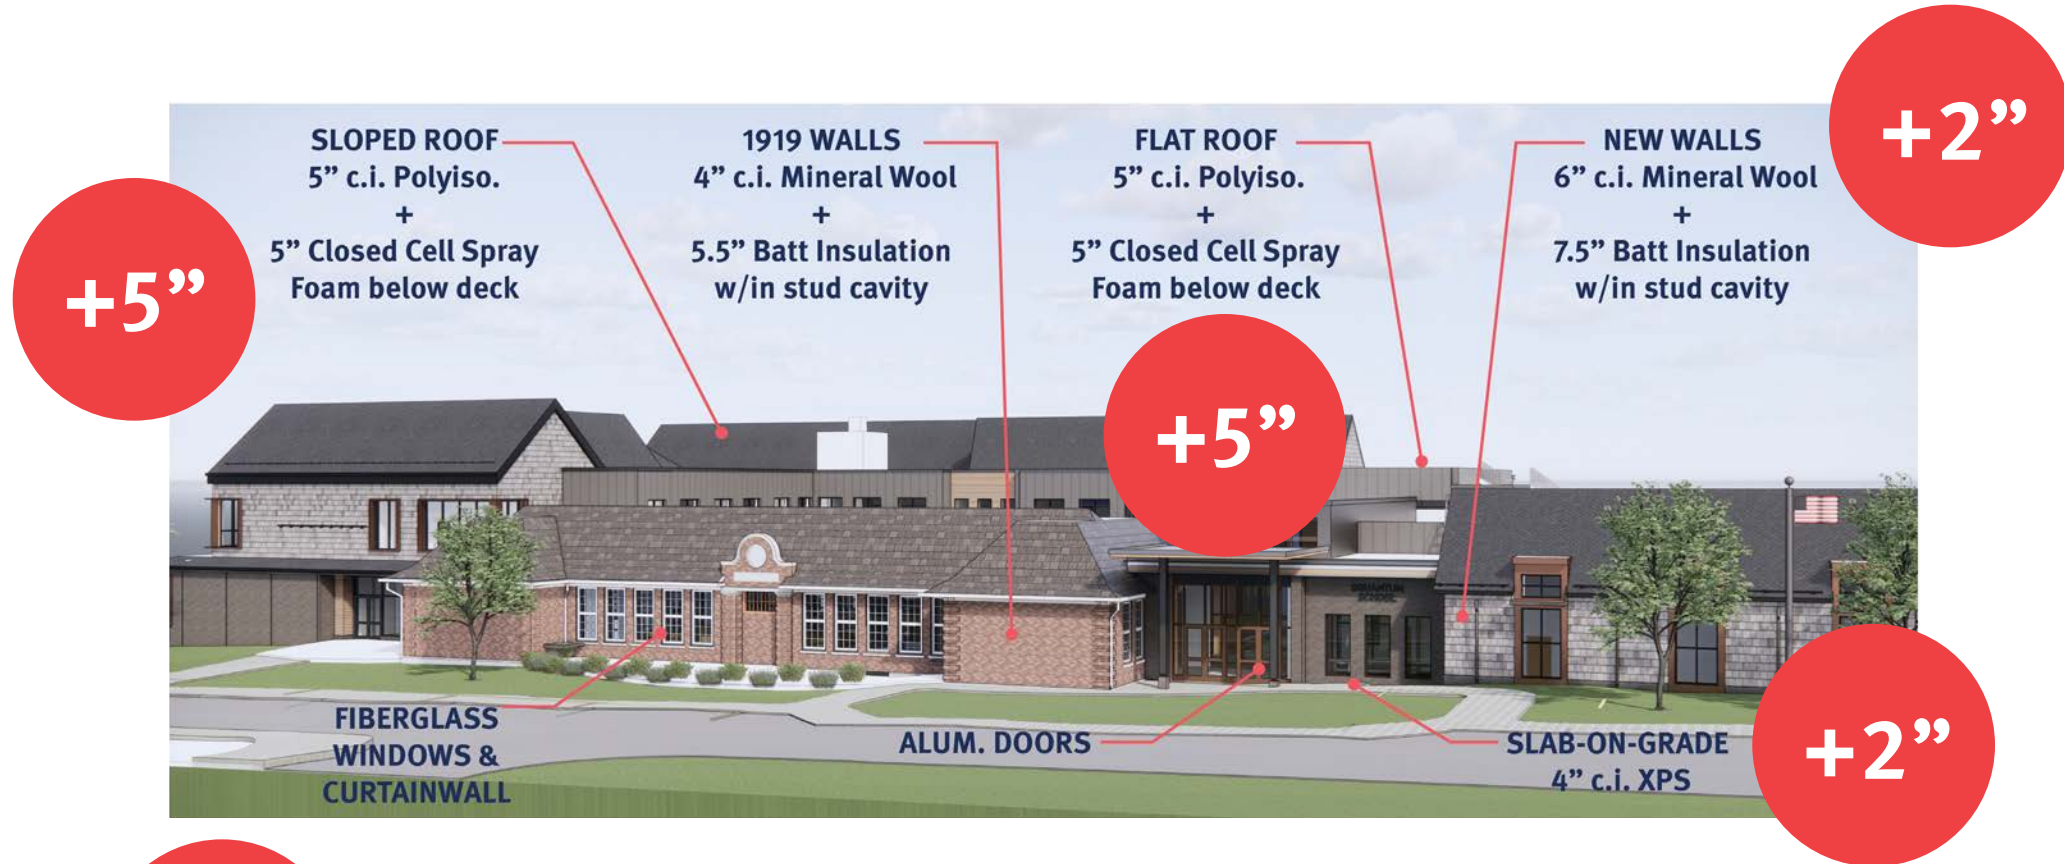 +2”
SLOPED ROOF
5” c.i. Polyiso.
+
5” Closed Cell Spray
Foam below deck
1919 WALLS
4” c.i. Mineral Wool
+
5.5” Batt Insulation
w/in stud cavity
FLAT ROOF
5” c.i. Polyiso.
+
5” Closed Cell Spray
Foam below deck
NEW WALLS
6” c.i. Mineral Wool
+
7.5” Batt Insulation
w/in stud cavity
+5”
+5”
FIBERGLASS
WINDOWS &
CURTAINWALL
ALUM. DOORS
SLAB-ON-GRADE
4” c.i. XPS
+2”